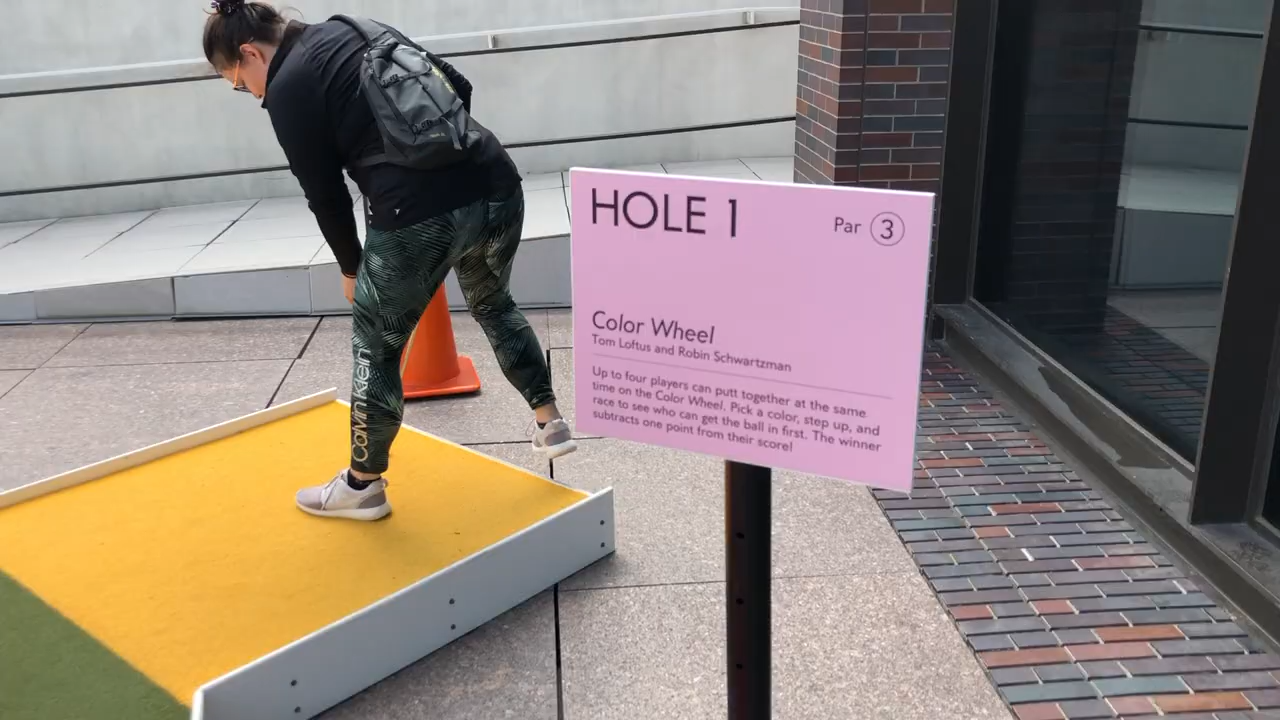 HOLE 1
Par 3
Color Wheel
Tom Loftus and Robin Schwartzman
Up to four players can putt together at the same
time on the Color Wheel. Pick a color, step up, and
race to see who can get the ball in first. The winner
subtracts one point from their score!
Calvin Klein